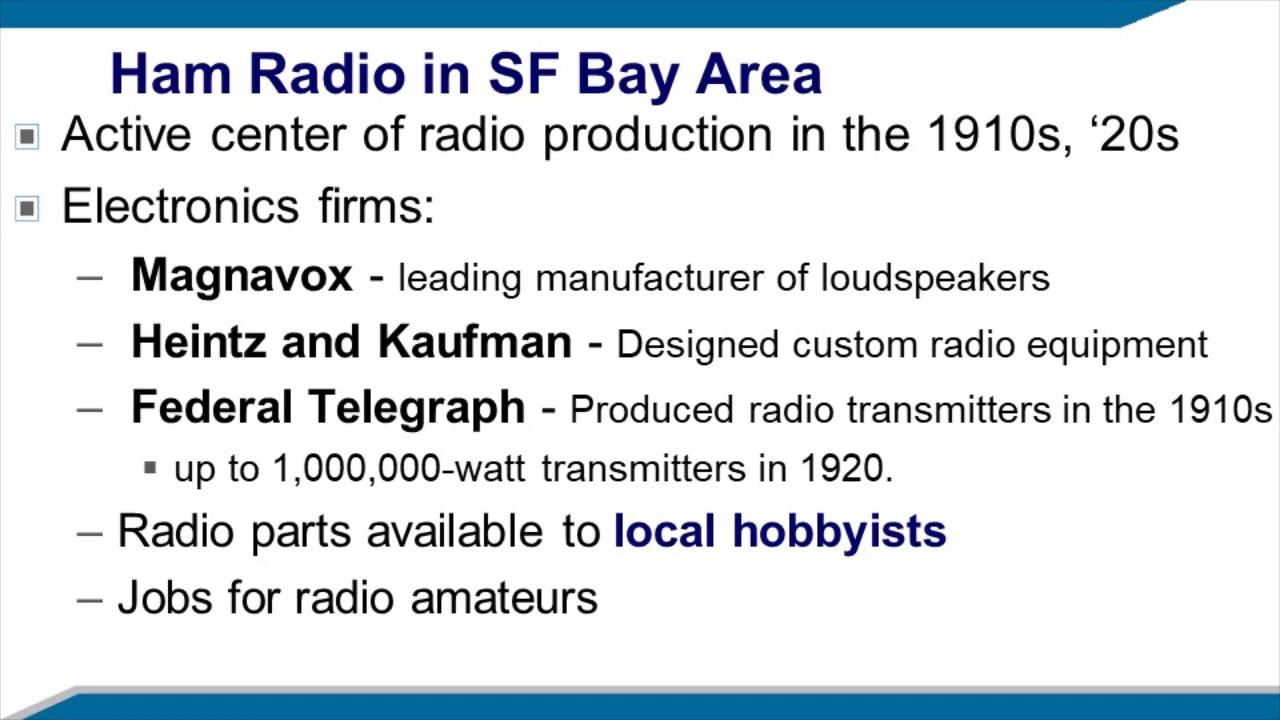 Ham Radio in SF Bay Area
Active center of radio production in the 1910s, ‘20s
Electronics firms:
– Magnavox - leading manufacturer of loudspeakers
– Heintz and Kaufman - Designed custom radio equipment
– Federal Telegraph - Produced radio transmitters in the 1910s
▪ up to 1,000,000-watt transmitters in 1920.
– Radio parts available to local hobbyists
– Jobs for radio amateurs